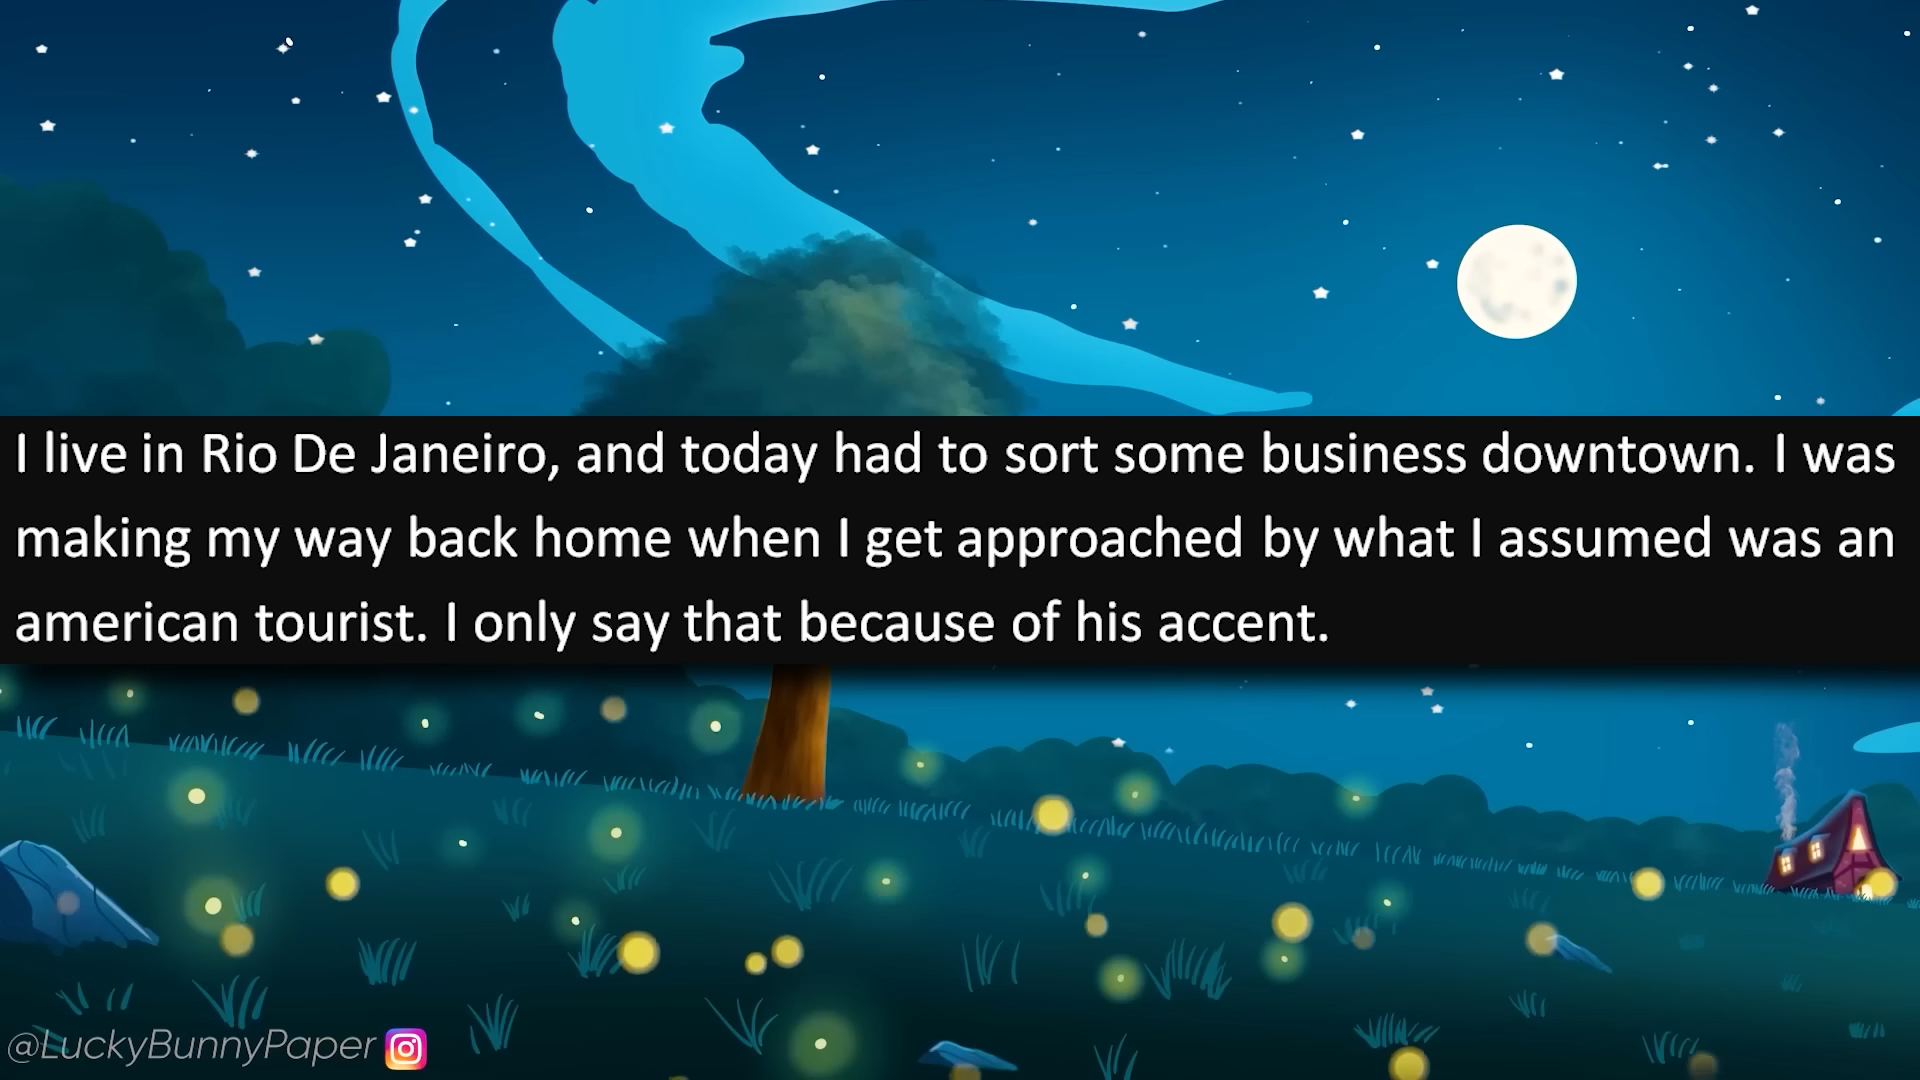 I live in Rio De Janeiro, and today had to sort some business downtown. I was
making my way back home when I get approached by what I assumed was an
american tourist. I only say that because of his accent.
@LuckyBunnyPaper